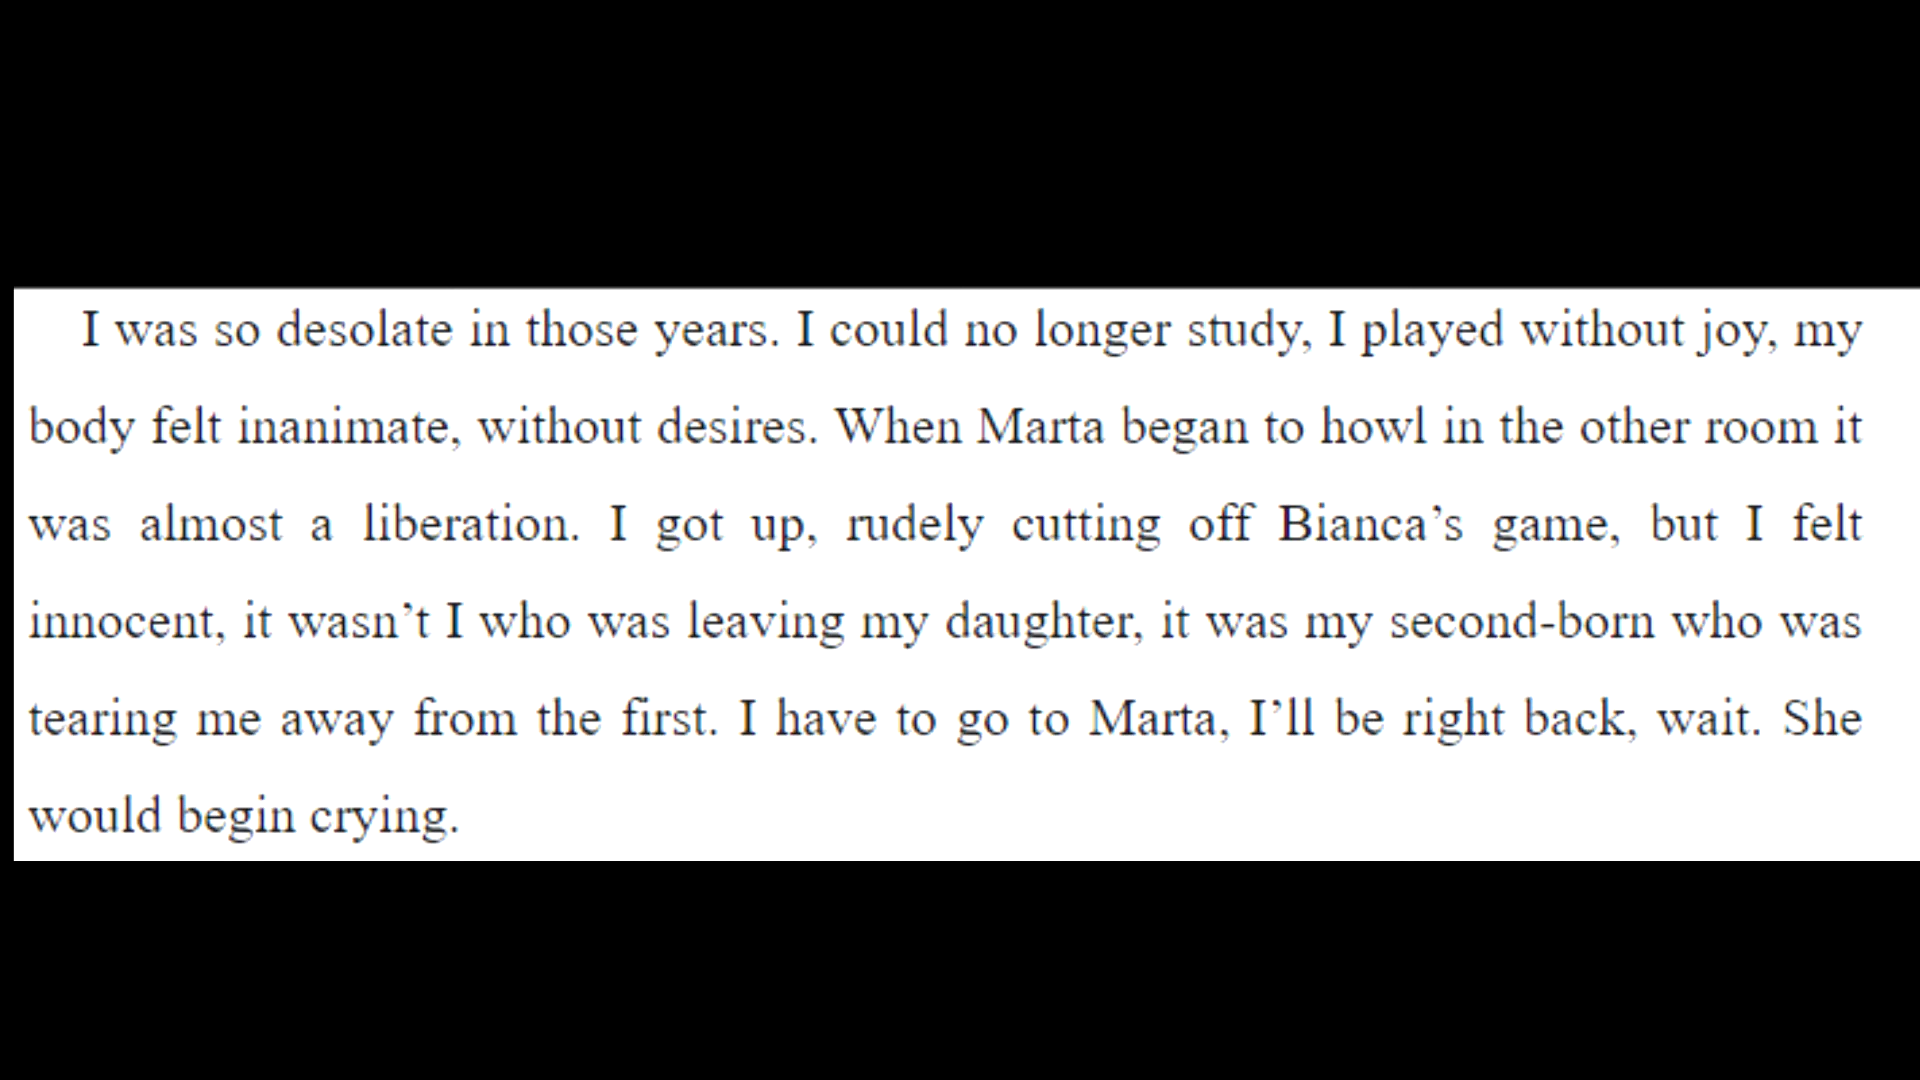 I was so desolate in those years. I could no longer study, I played without joy, my
body felt inanimate, without desires. When Marta began to howl in the other room it
was almost a liberation. I got up, rudely cutting off Bianca’s game, but I felt
innocent, it wasn’t I who was leaving my daughter, it was my second-born who was
tearing me away from the first. I have to go to Marta, I’ll be right back, wait. She
would begin crying.